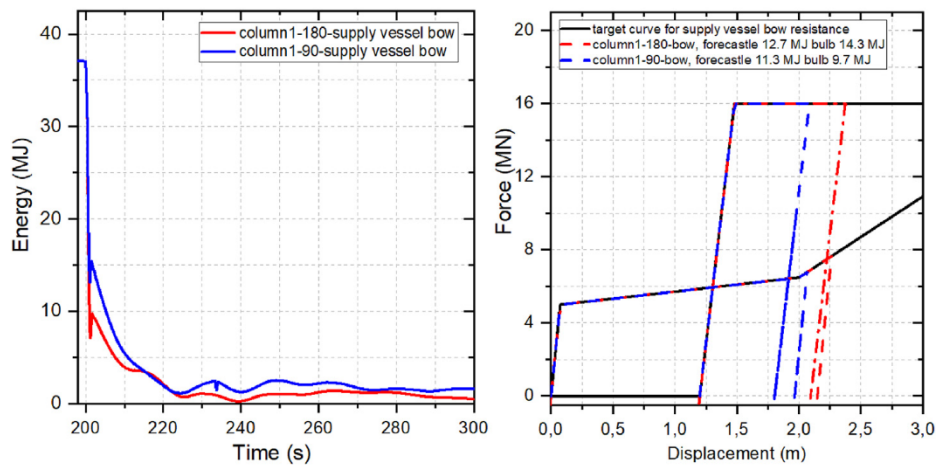 column1-180-supply vessel bow
column1-90-supply vessel bow
Energy (MJ)
40
30
20
10
0
200 220 240 260 280 300
Time (s)
target curve for supply vessel bow resistance
column1-180-bow, forecastle 12.7 MJ bulb 14.3 MJ
column1-90-bow, forecastle 11.3 MJ bulb 9.7 MJ
Force (MN)
20
16
12
8
4
0
0,0 0,5 1,0 1,5 2,0 2,5 3,0
Displacement (m)